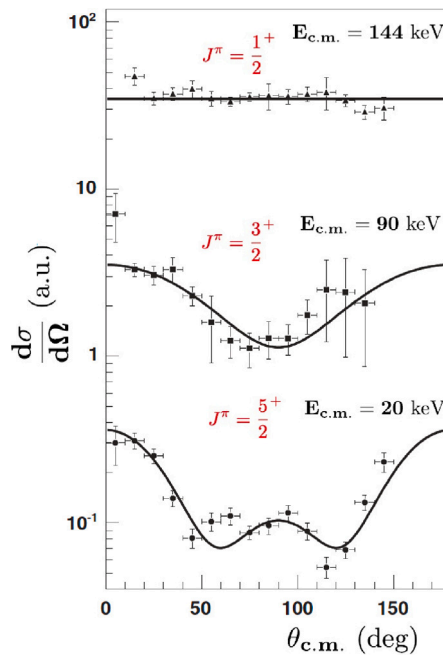 10²
10
1
10⁻¹
dσ/dΩ (a.u.)
J^π = 1/2⁺
E_c.m. = 144 keV
J^π = 3/2⁺
E_c.m. = 90 keV
J^π = 5/2⁺
E_c.m. = 20 keV
0 50 100 150
θ_c.m. (deg)